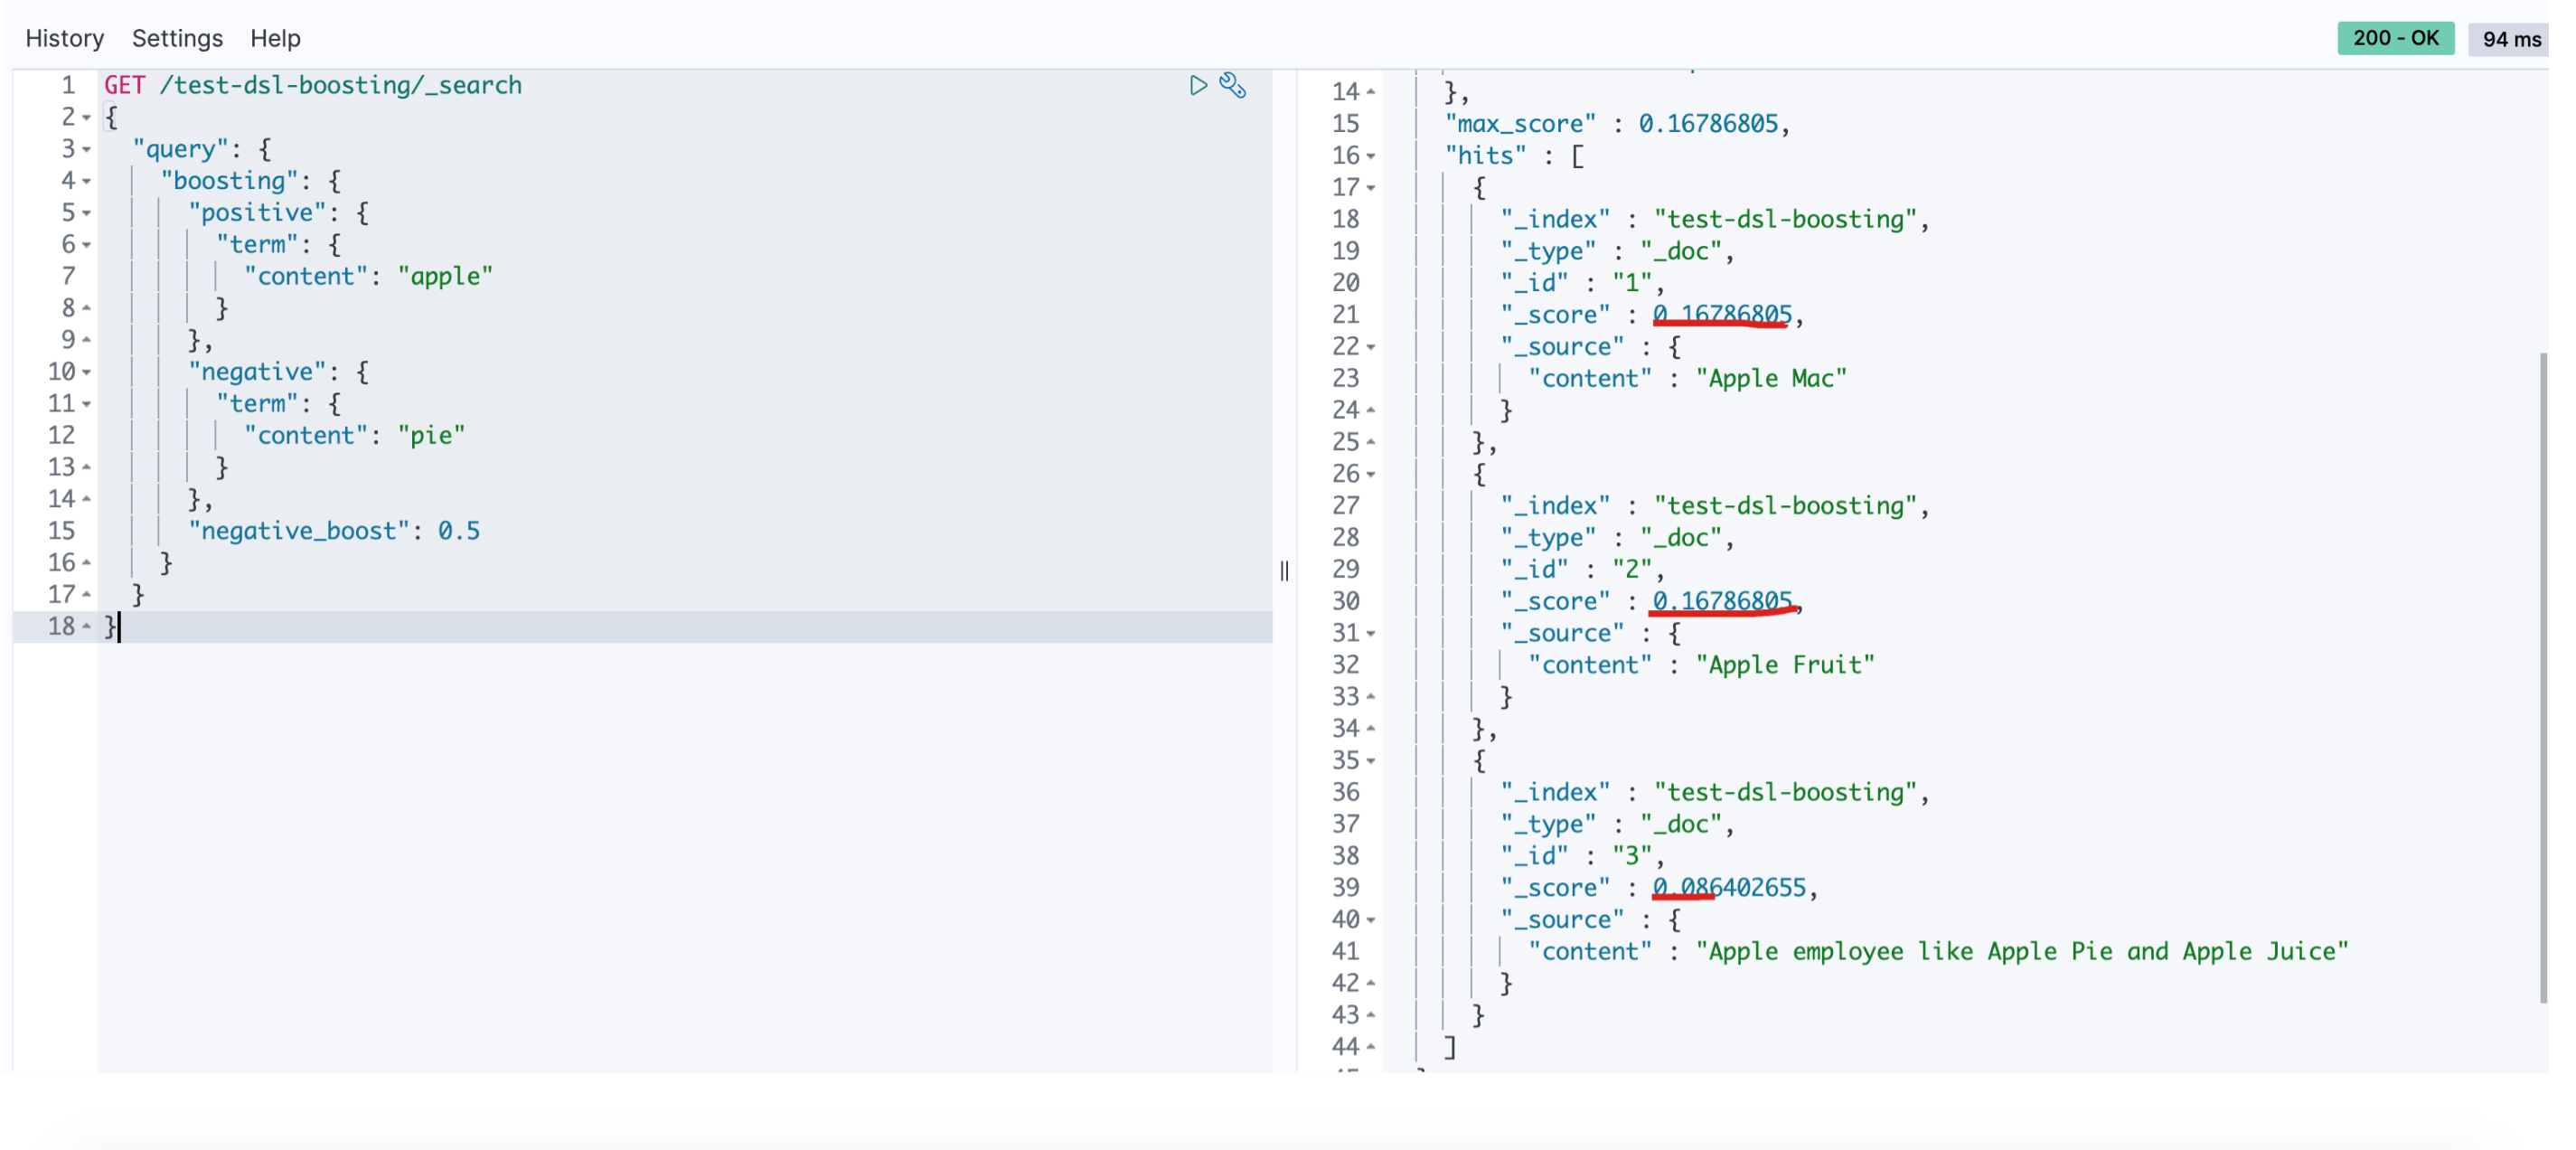 History Settings Help
200 - OK 94 ms
1 GET /test-dsl-boosting/_search
2 {
3 "query": {
4 "boosting": {
5 "positive": {
6 "term": {
7 "content": "apple"
8 }
9 },
10 "negative": {
11 "term": {
12 "content": "pie"
13 }
14 },
15 "negative_boost": 0.5
16 }
17 }
18 }
14 },
15 "max_score" : 0.16786805,
16 "hits" : [
17 {
18 "_index" : "test-dsl-boosting",
19 "_type" : "_doc",
20 "_id" : "1",
21 "_score" : 0.16786805,
22 "_source" : {
23 "content" : "Apple Mac"
24 }
25 },
26 {
27 "_index" : "test-dsl-boosting",
28 "_type" : "_doc",
29 "_id" : "2",
30 "_score" : 0.16786805,
31 "_source" : {
32 "content" : "Apple Fruit"
33 }
34 },
35 {
36 "_index" : "test-dsl-boosting",
37 "_type" : "_doc",
38 "_id" : "3",
39 "_score" : 0.086402655,
40 "_source" : {
41 "content" : "Apple employee like Apple Pie and Apple Juice"
42 }
43 }
44 ]